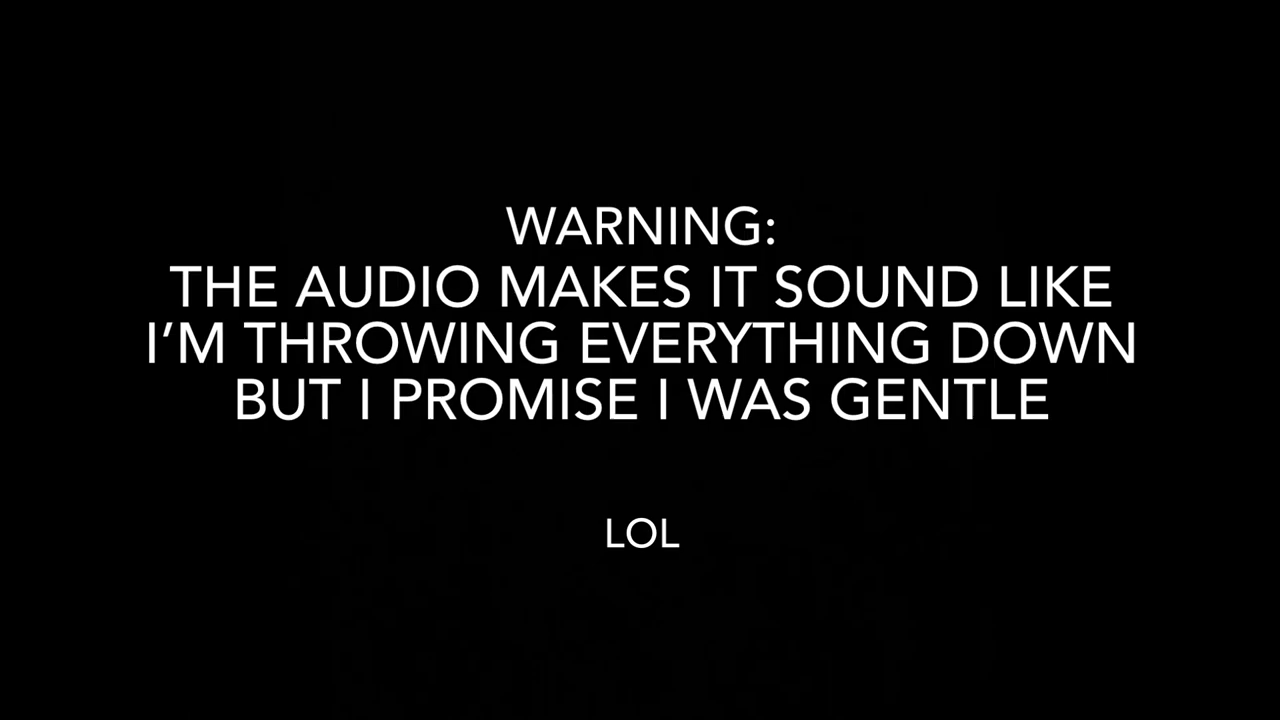 WARNING:
THE AUDIO MAKES IT SOUND LIKE
I’M THROWING EVERYTHING DOWN
BUT I PROMISE I WAS GENTLE
LOL